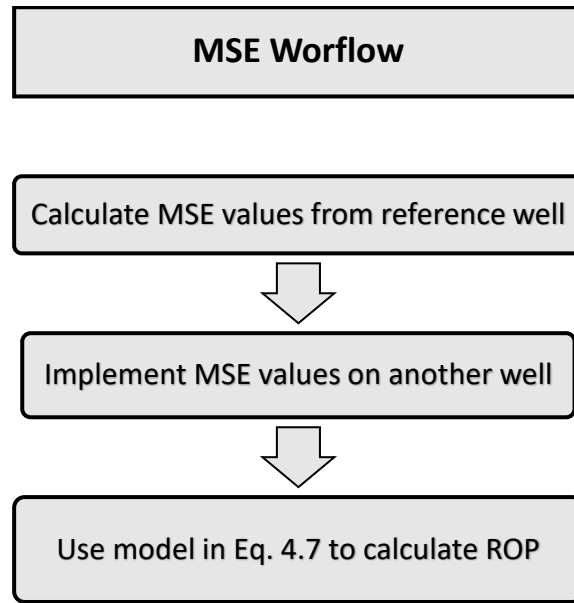 MSE Worflow
Calculate MSE values from reference well
Implement MSE values on another well
Use model in Eq. 4.7 to calculate ROP